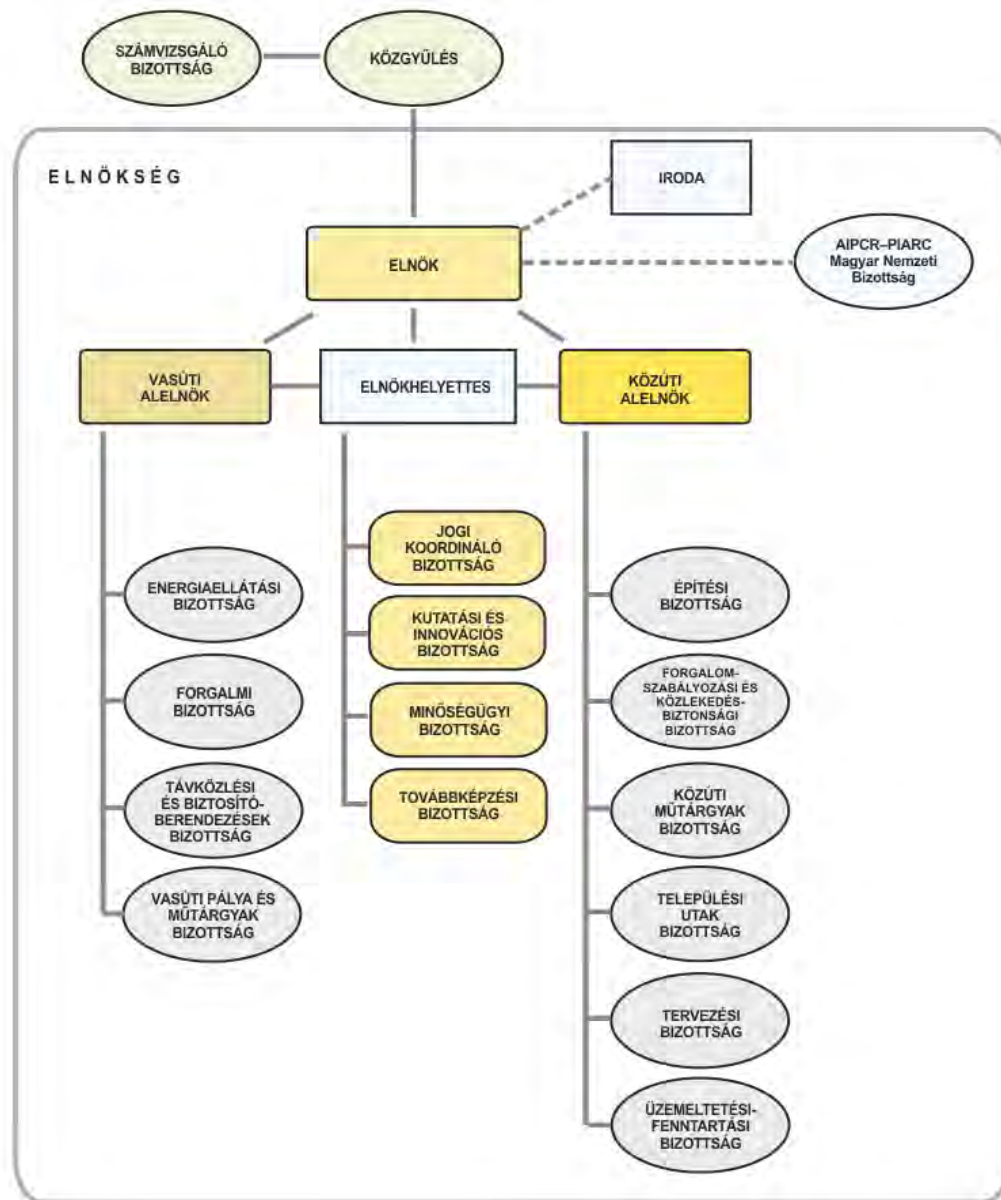 SZÁMVIZSGÁLÓ
BIZOTTSÁG
KÖZGYŰLÉS
ELNÖKSÉG
IRODA
ELNÖK
AIPCR–PIARC
Magyar Nemzeti
Bizottság
VASÚTI
ALELNÖK
ELNÖKHELYETTES
KÖZÚTI
ALELNÖK
ENERGIAELLÁTÁSI
BIZOTTSÁG
FORGALMI
BIZOTTSÁG
TÁVKÖZLÉSI
ÉS BIZTOSÍTÓ-
BERENDEZÉSEK
BIZOTTSÁG
VASÚTI PÁLYA ÉS
MŰTÁRGYAK
BIZOTTSÁG
JOGI
KOORDINÁLÓ
BIZOTTSÁG
KUTATÁSI ÉS
INNOVÁCIÓS
BIZOTTSÁG
MINŐSÉGÜGYI
BIZOTTSÁG
TOVÁBBKÉPZÉSI
BIZOTTSÁG
ÉPÍTÉSI
BIZOTTSÁG
FORGALOM-
SZABÁLYOZÁSI ÉS
KÖZLEKEDÉS-
BIZTONSÁGI
BIZOTTSÁG
KÖZÚTI
MŰTÁRGYAK
BIZOTTSÁG
TELEPÜLÉSI
UTAK
BIZOTTSÁG
TERVEZÉSI
BIZOTTSÁG
ÜZEMELTETÉSI-
FENNTARTÁSI
BIZOTTSÁG